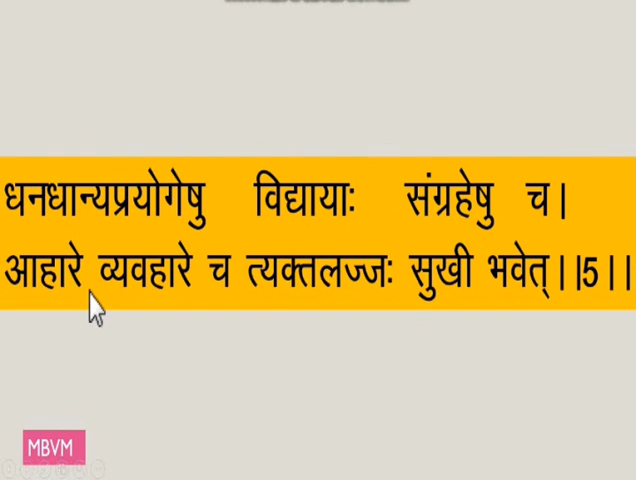 धनधान्यप्रयोगेषु विद्यायाः संग्रहेषु च।
आहारे व्यवहारे च त्यक्तलज्जः सुखी भवेत्।।5।।
MBVM